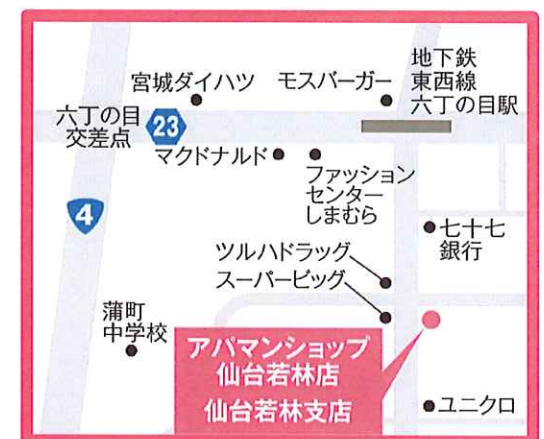 地下鉄
東西線
六丁の目駅
宮城ダイハツ
モスバーガー
六丁の目
交差点
23
マクドナルド
ファッション
センター
しまむら
4
七十七
銀行
ツルハドラッグ
スーパービッグ
蒲町
中学校
アパマンショップ
仙台若林店
仙台若林支店
ユニクロ